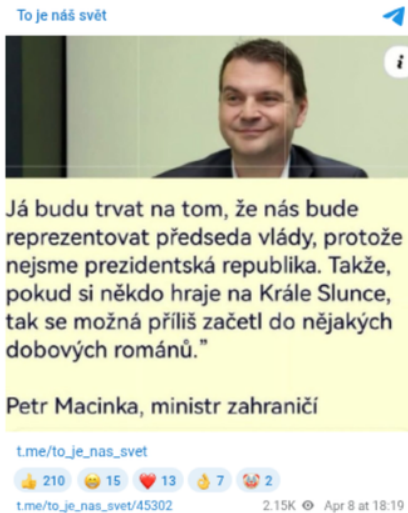 To je náš svět
i
Já budu trvat na tom, že nás bude
reprezentovat předseda vlády, protože
nejsme prezidentská republika. Takže,
pokud si někdo hraje na Krále Slunce,
tak se možná příliš začetl do nějakých
dobových románů.”
Petr Macinka, ministr zahraničí
t.me/to_je_nas_svet
👍 210 😁 15 ❤️ 13 👌 7 🤡 2
t.me/to_je_nas_svet/45302 2.15K Apr 8 at 18:19